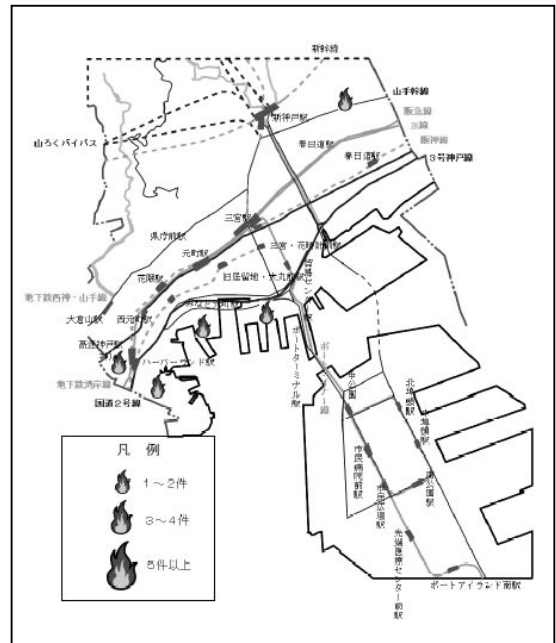 新幹線
山手幹線
新神戸駅
阪急線
JR線
阪神線
山ろくバイパス
春日道駅
春日道駅
3号神戸線
三宮駅
県庁前駅
三宮・花時計前駅
元町駅
花隈駅
旧居留地・大丸前駅
地下鉄西神・山手線
みなと元町駅
大倉山駅
西元町駅
高速神戸駅
ハーバーランド駅
ポートターミナル駅
地下鉄湾岸線
国道2号線
中公園
北埠頭駅
市民病院前駅
南公園駅
市民広場駅
先端医療センター前駅
ポートアイランド南駅
凡 例
1～2件
3～4件
5件以上